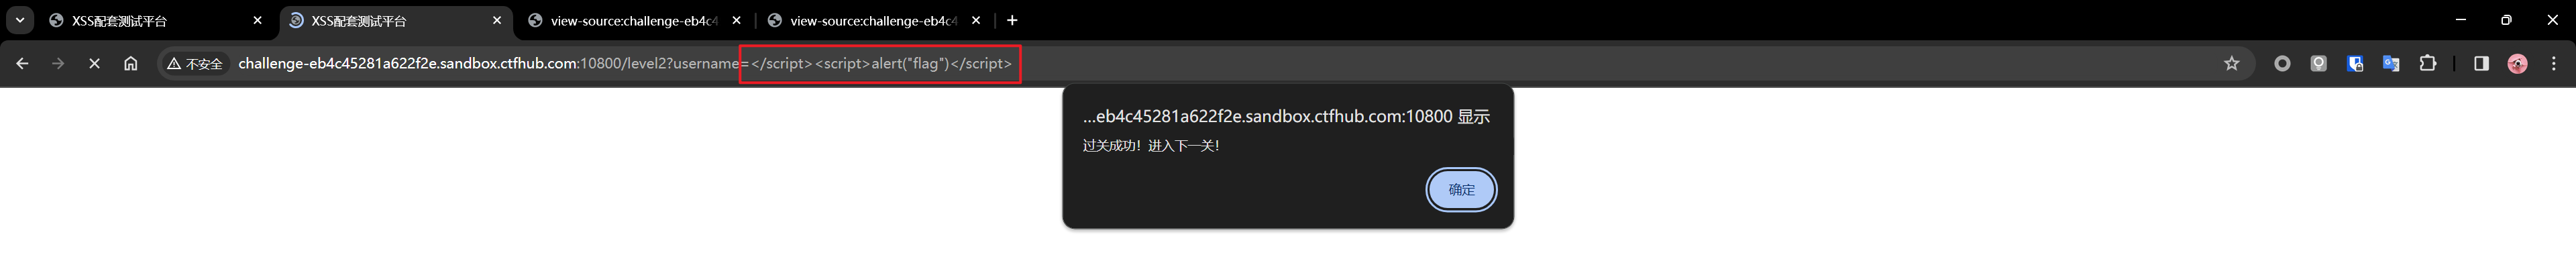 XSS配套测试平台
XSS配套测试平台
view-source:challenge-eb4c4
view-source:challenge-eb4c4
不安全
challenge-eb4c45281a622f2e.sandbox.ctfhub.com:10800/level2?username=</script><script>alert("flag")</script>
...eb4c45281a622f2e.sandbox.ctfhub.com:10800 显示
过关成功！进入下一关！
确定